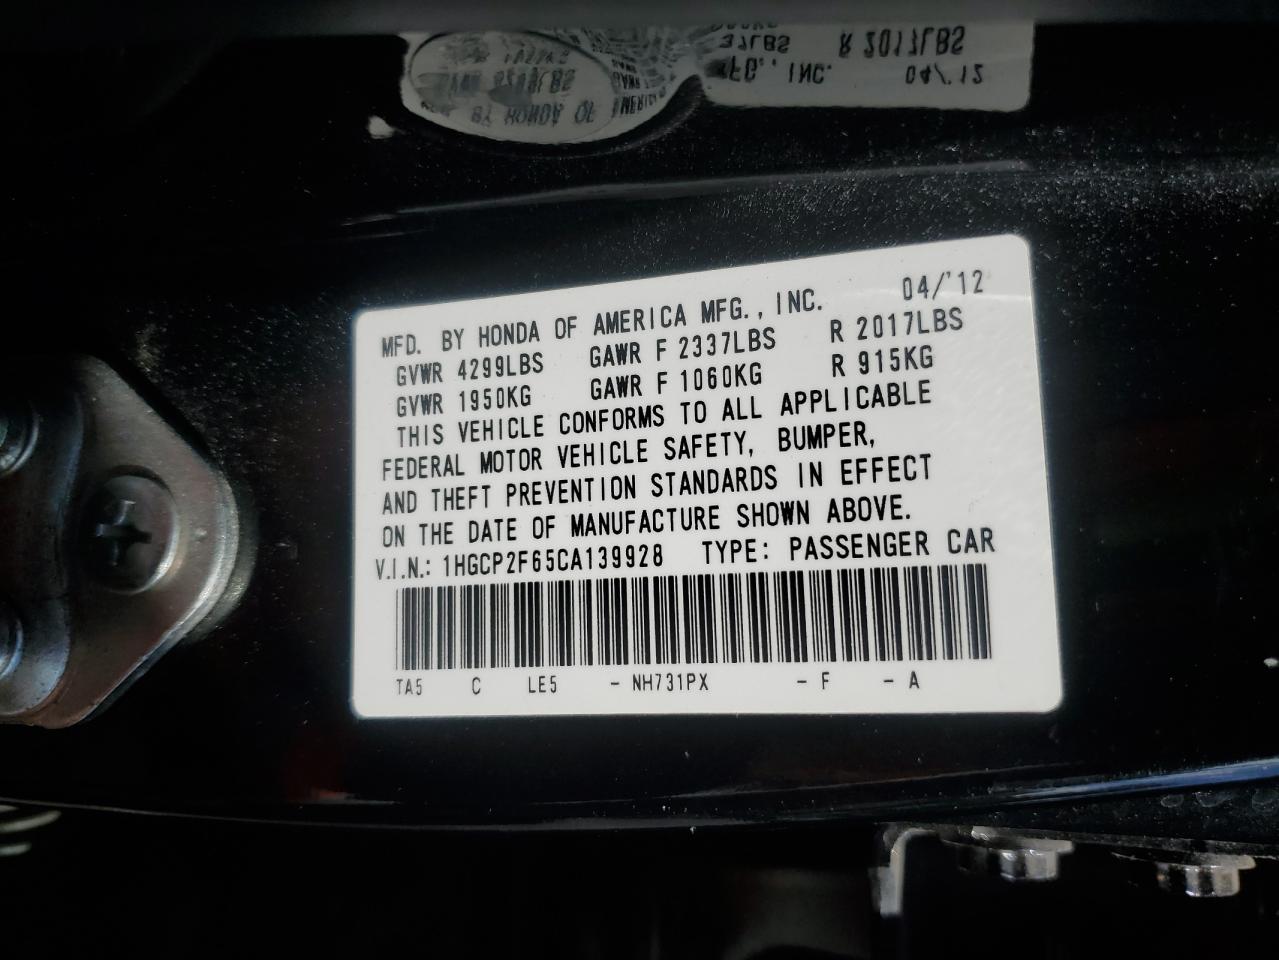 MFD. BY HONDA OF AMERICA MFG., INC. 04/'12
GVWR 4299LBS GAWR F 2337LBS R 2017LBS
GVWR 1950KG GAWR F 1060KG R 915KG
THIS VEHICLE CONFORMS TO ALL APPLICABLE
FEDERAL MOTOR VEHICLE SAFETY, BUMPER,
AND THEFT PREVENTION STANDARDS IN EFFECT
ON THE DATE OF MANUFACTURE SHOWN ABOVE.
V.I.N.: 1HGCP2F65CA139928 TYPE: PASSENGER CAR
TA5 C LE5 - NH731PX - F - A